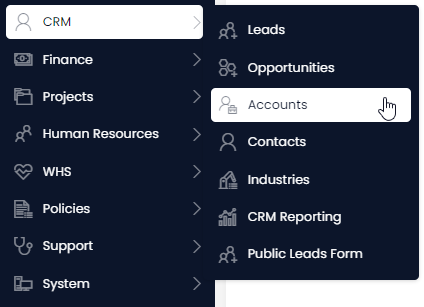 CRM
Finance
Projects
Human Resources
WHS
Policies
Support
System
Leads
Opportunities
Accounts
Contacts
Industries
CRM Reporting
Public Leads Form